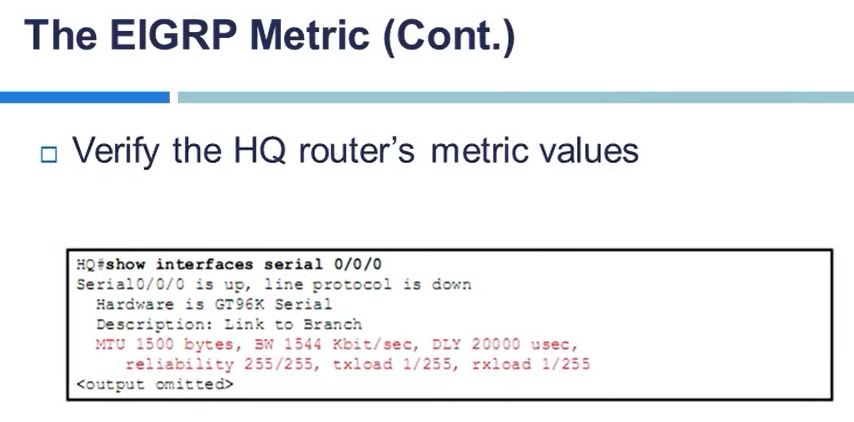 The EIGRP Metric (Cont.)
Verify the HQ router's metric values
HQ#show interfaces serial 0/0/0
Serial0/0/0 is up, line protocol is down
Hardware is GT96K Serial
Description: Link to Branch
MTU 1500 bytes, BW 1544 Kbit/sec, DLY 20000 usec,
reliability 255/255, txload 1/255, rxload 1/255
<output omitted>